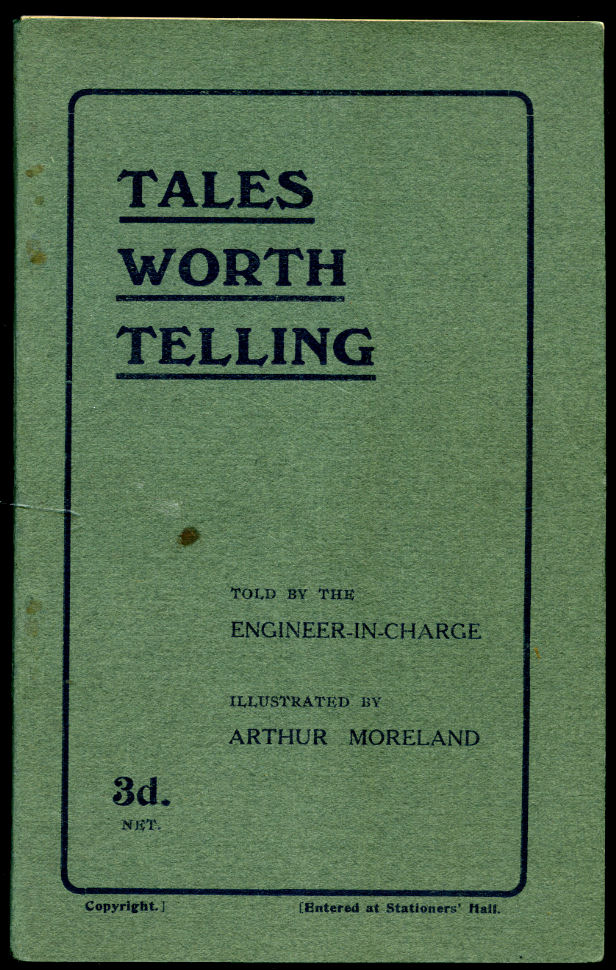 TALES
WORTH
TELLING
TOLD BY THE
ENGINEER-IN-CHARGE
ILLUSTRATED BY
ARTHUR MORELAND
3d.
NET.
Copyright.] [Entered at Stationers' Hall.